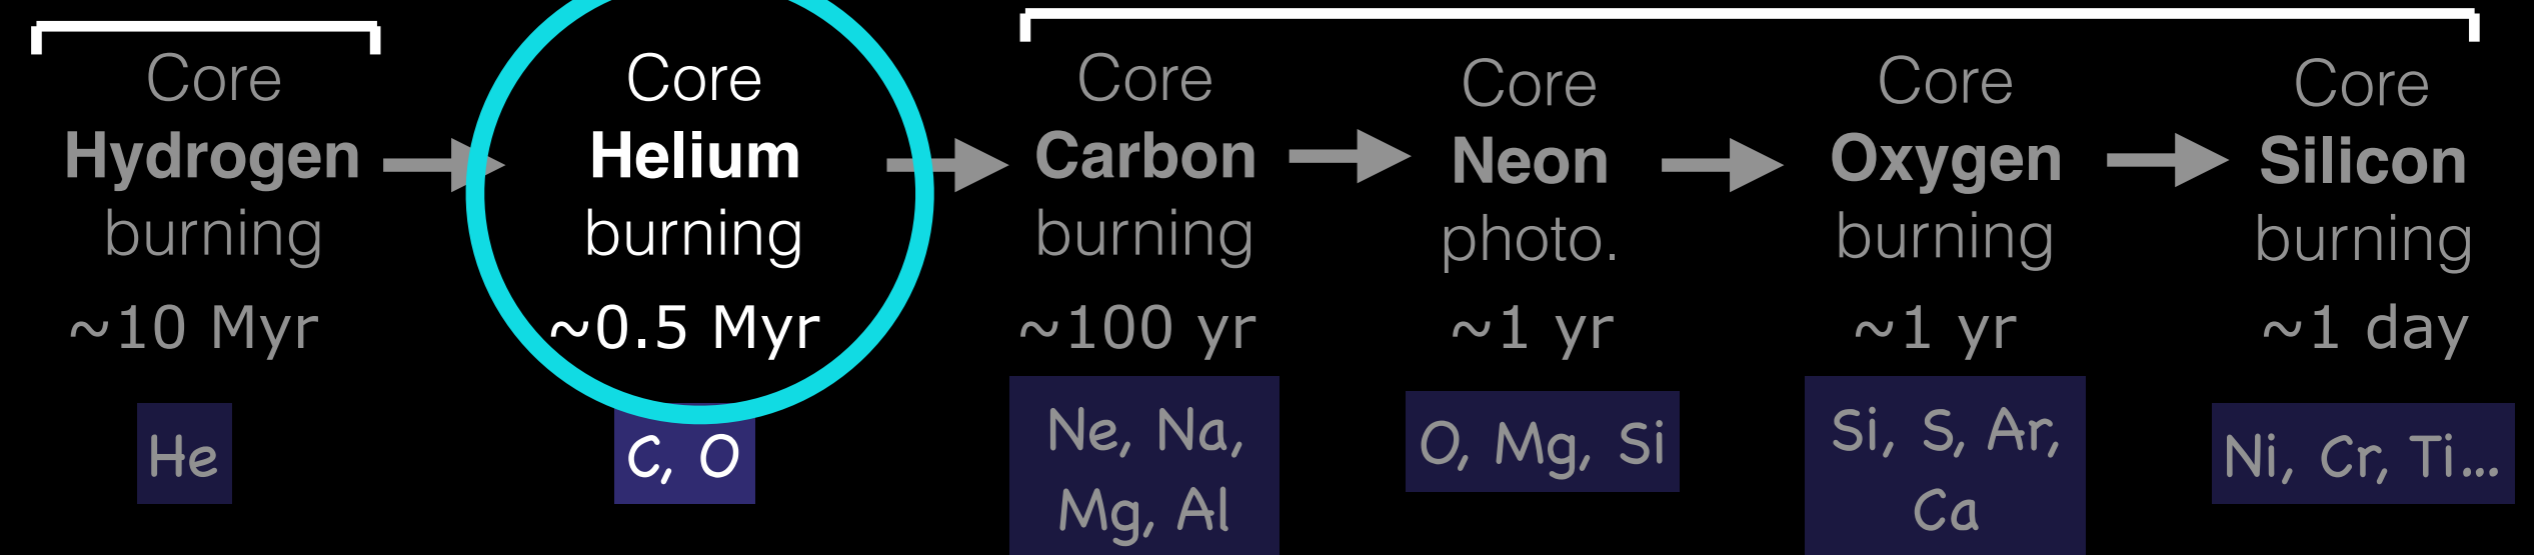 Core
Hydrogen
burning
~10 Myr
He
Core
Helium
burning
~0.5 Myr
C, O
Core
Carbon
burning
~100 yr
Ne, Na,
Mg, Al
Core
Neon
photo.
~1 yr
O, Mg, Si
Core
Oxygen
burning
~1 yr
Si, S, Ar,
Ca
Core
Silicon
burning
~1 day
Ni, Cr, Ti...